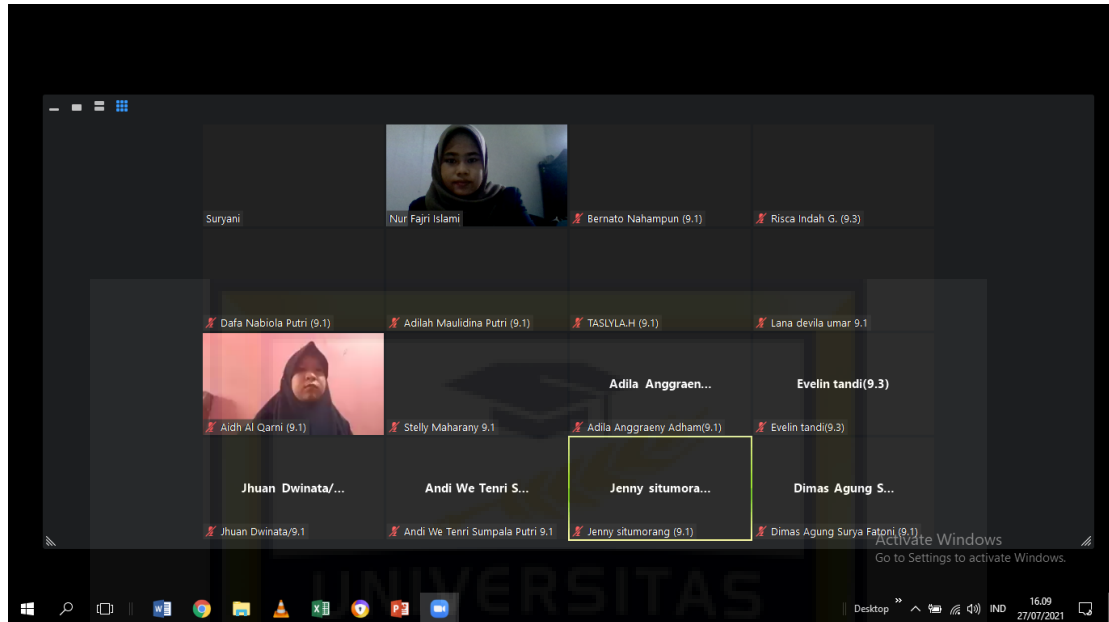 Suryani
Nur Fajri Islami
Bernato Nahampun (9.1)
Risca Indah G. (9.3)
Dafa Nabiola Putri (9.1)
Adilah Maulidina Putri (9.1)
TASLYLA.H (9.1)
Lana devila umar 9.1
Adila Anggraen...
Evelin tandi(9.3)
Aidh Al Qarni (9.1)
Stelly Maharany 9.1
Adila Anggraeny Adham(9.1)
Evelin tandi(9.3)
Jhuan Dwinata/...
Andi We Tenri S...
Jenny situmora...
Dimas Agung S...
Jhuan Dwinata/9.1
Andi We Tenri Sumpala Putri 9.1
Jenny situmorang (9.1)
Dimas Agung Surya Fatoni (9.1)
Activate Windows
Go to Settings to activate Windows.
UNIVERSITAS
Desktop
IND
16.09
27/07/2021